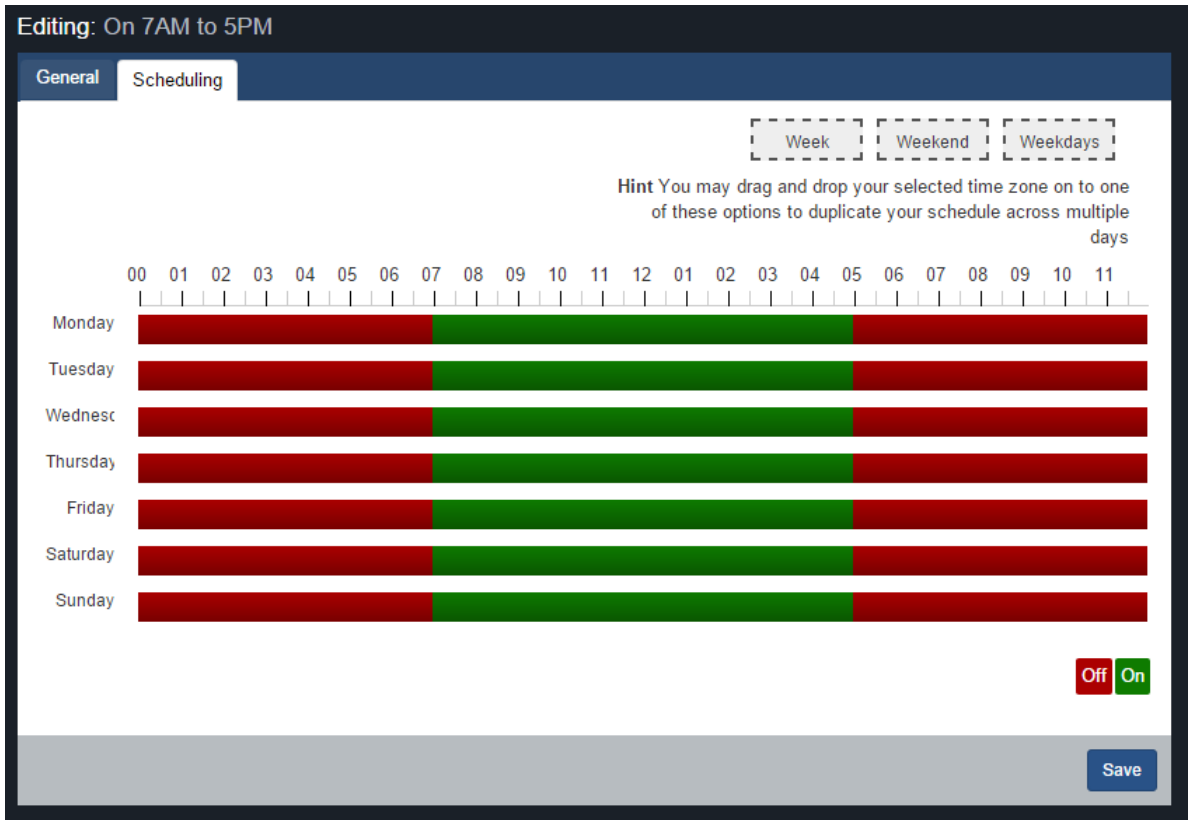 Editing: On 7AM to 5PM
General Scheduling
Week Weekend Weekdays
Hint You may drag and drop your selected time zone on to one
of these options to duplicate your schedule across multiple
days
00 01 02 03 04 05 06 07 08 09 10 11 12 01 02 03 04 05 06 07 08 09 10 11
Monday
Tuesday
Wednesc
Thursday
Friday
Saturday
Sunday
Off On
Save